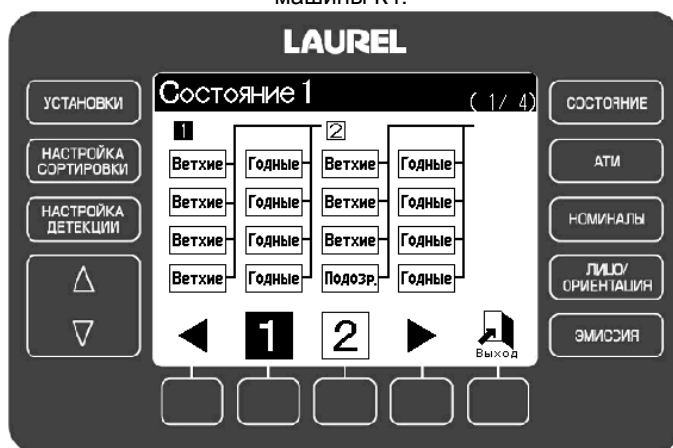 машины К1.
LAUREL
УСТАНОВКИ
НАСТРОЙКА
СОРТИРОВКИ
НАСТРОЙКА
ДЕТЕКЦИИ
Состояние 1 ( 1/ 4)
1 2
Ветхие Годные Ветхие Годные
Ветхие Годные Ветхие Годные
Ветхие Годные Ветхие Годные
Ветхие Годные Подозр. Годные
1 2
Выход
СОСТОЯНИЕ
АТИ
НОМИНАЛЫ
ЛИЦО/
ОРИЕНТАЦИЯ
ЭМИССИЯ